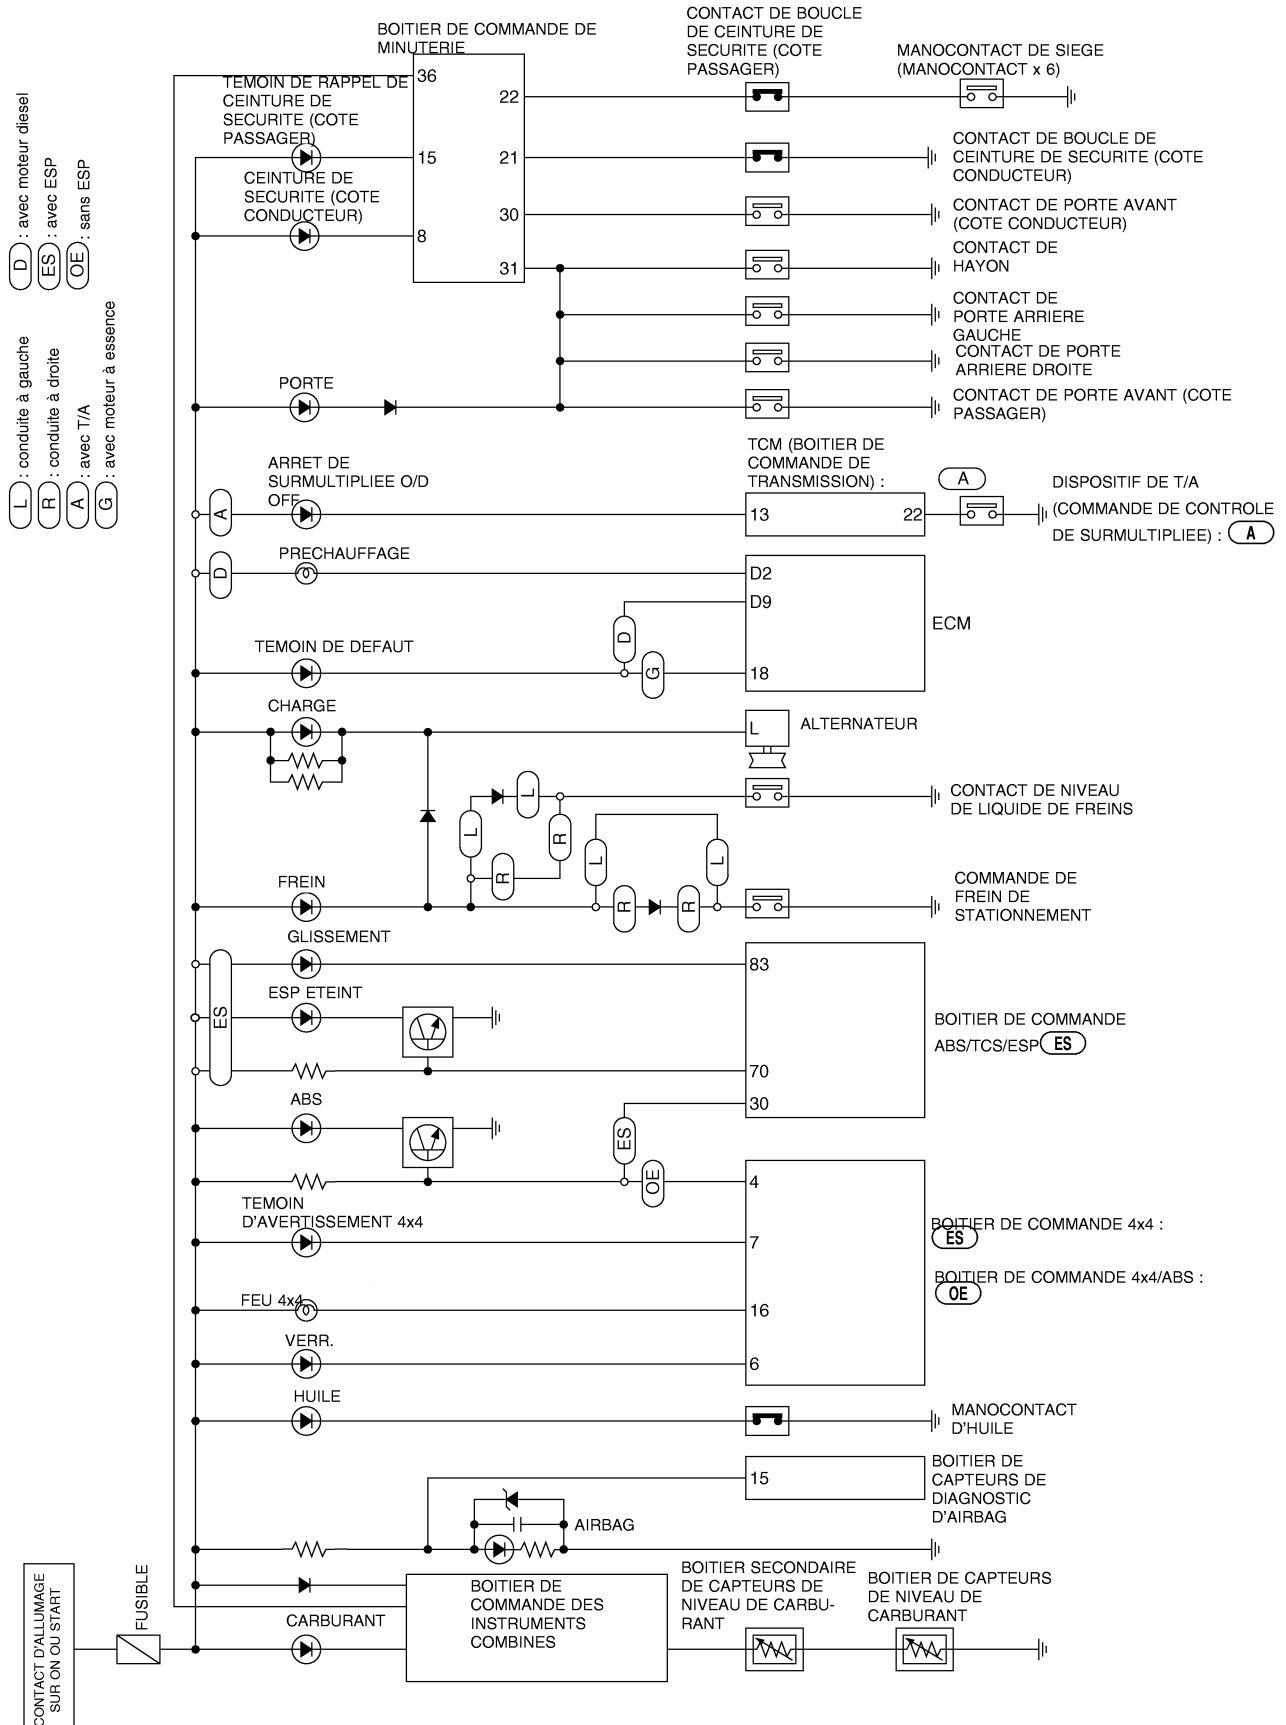 BOITIER DE COMMANDE DE
MINUTERIE
CONTACT DE BOUCLE
DE CEINTURE DE
SECURITE (COTE
PASSAGER)
MANOCONTACT DE SIEGE
(MANOCONTACT x 6)
36
22
TEMOIN DE RAPPEL DE
CEINTURE DE
SECURITE (COTE
PASSAGER)
15
21
CONTACT DE BOUCLE DE
CEINTURE DE SECURITE (COTE
CONDUCTEUR)
CEINTURE DE
SECURITE (COTE
CONDUCTEUR)
8
30
CONTACT DE PORTE AVANT
(COTE CONDUCTEUR)
31
CONTACT DE
HAYON
CONTACT DE
PORTE ARRIERE
GAUCHE
CONTACT DE PORTE
ARRIERE DROITE
PORTE
CONTACT DE PORTE AVANT (COTE
PASSAGER)
D : avec moteur diesel
ES : avec ESP
OE : sans ESP
L : conduite à gauche
R : conduite à droite
A : avec T/A
G : avec moteur à essence
ARRET DE
SURMULTIPLIEE O/D
OFF
A
TCM (BOITIER DE
COMMANDE DE
TRANSMISSION) :
13
22
A
DISPOSITIF DE T/A
(COMMANDE DE CONTROLE
DE SURMULTIPLIEE) : A
PRECHAUFFAGE
D
D2
D9
D
ECM
TEMOIN DE DEFAUT
G
18
CHARGE
L
ALTERNATEUR
L
L
R
R
CONTACT DE NIVEAU
DE LIQUIDE DE FREINS
L
L
FREIN
R
R
COMMANDE DE
FREIN DE
STATIONNEMENT
GLISSEMENT
83
ES
ESP ETEINT
BOITIER DE COMMANDE
ABS/TCS/ESP ES
70
ABS
30
ES
OE
4
TEMOIN
D'AVERTISSEMENT 4x4
7
BOITIER DE COMMANDE 4x4 :
ES
BOITIER DE COMMANDE 4x4/ABS :
OE
FEU 4x4
16
VERR.
6
HUILE
MANOCONTACT
D'HUILE
15
BOITIER DE
CAPTEURS DE
DIAGNOSTIC
D'AIRBAG
AIRBAG
CONTACT D'ALLUMAGE
SUR ON OU START
FUSIBLE
CARBURANT
BOITIER DE
COMMANDE DES
INSTRUMENTS
COMBINES
BOITIER SECONDAIRE
DE CAPTEURS DE
NIVEAU DE CARBU-
RANT
BOITIER DE CAPTEURS
DE NIVEAU DE
CARBURANT